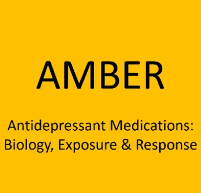 AMBER
Antidepressant Medications:
Biology, Exposure & Response